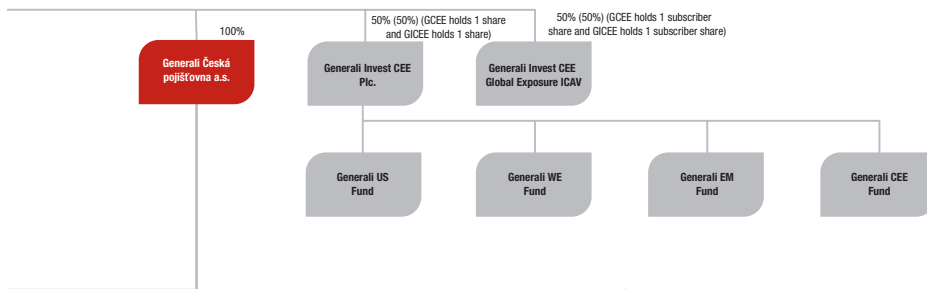 100%
50% (50%) (GCEE holds 1 share
and GICEE holds 1 share)
50% (50%) (GCEE holds 1 subscriber
share and GICEE holds 1 subscriber share)
Generali Česká
pojišťovna a.s.
Generali Invest CEE
Plc.
Generali Invest CEE
Global Exposure ICAV
Generali US
Fund
Generali WE
Fund
Generali EM
Fund
Generali CEE
Fund